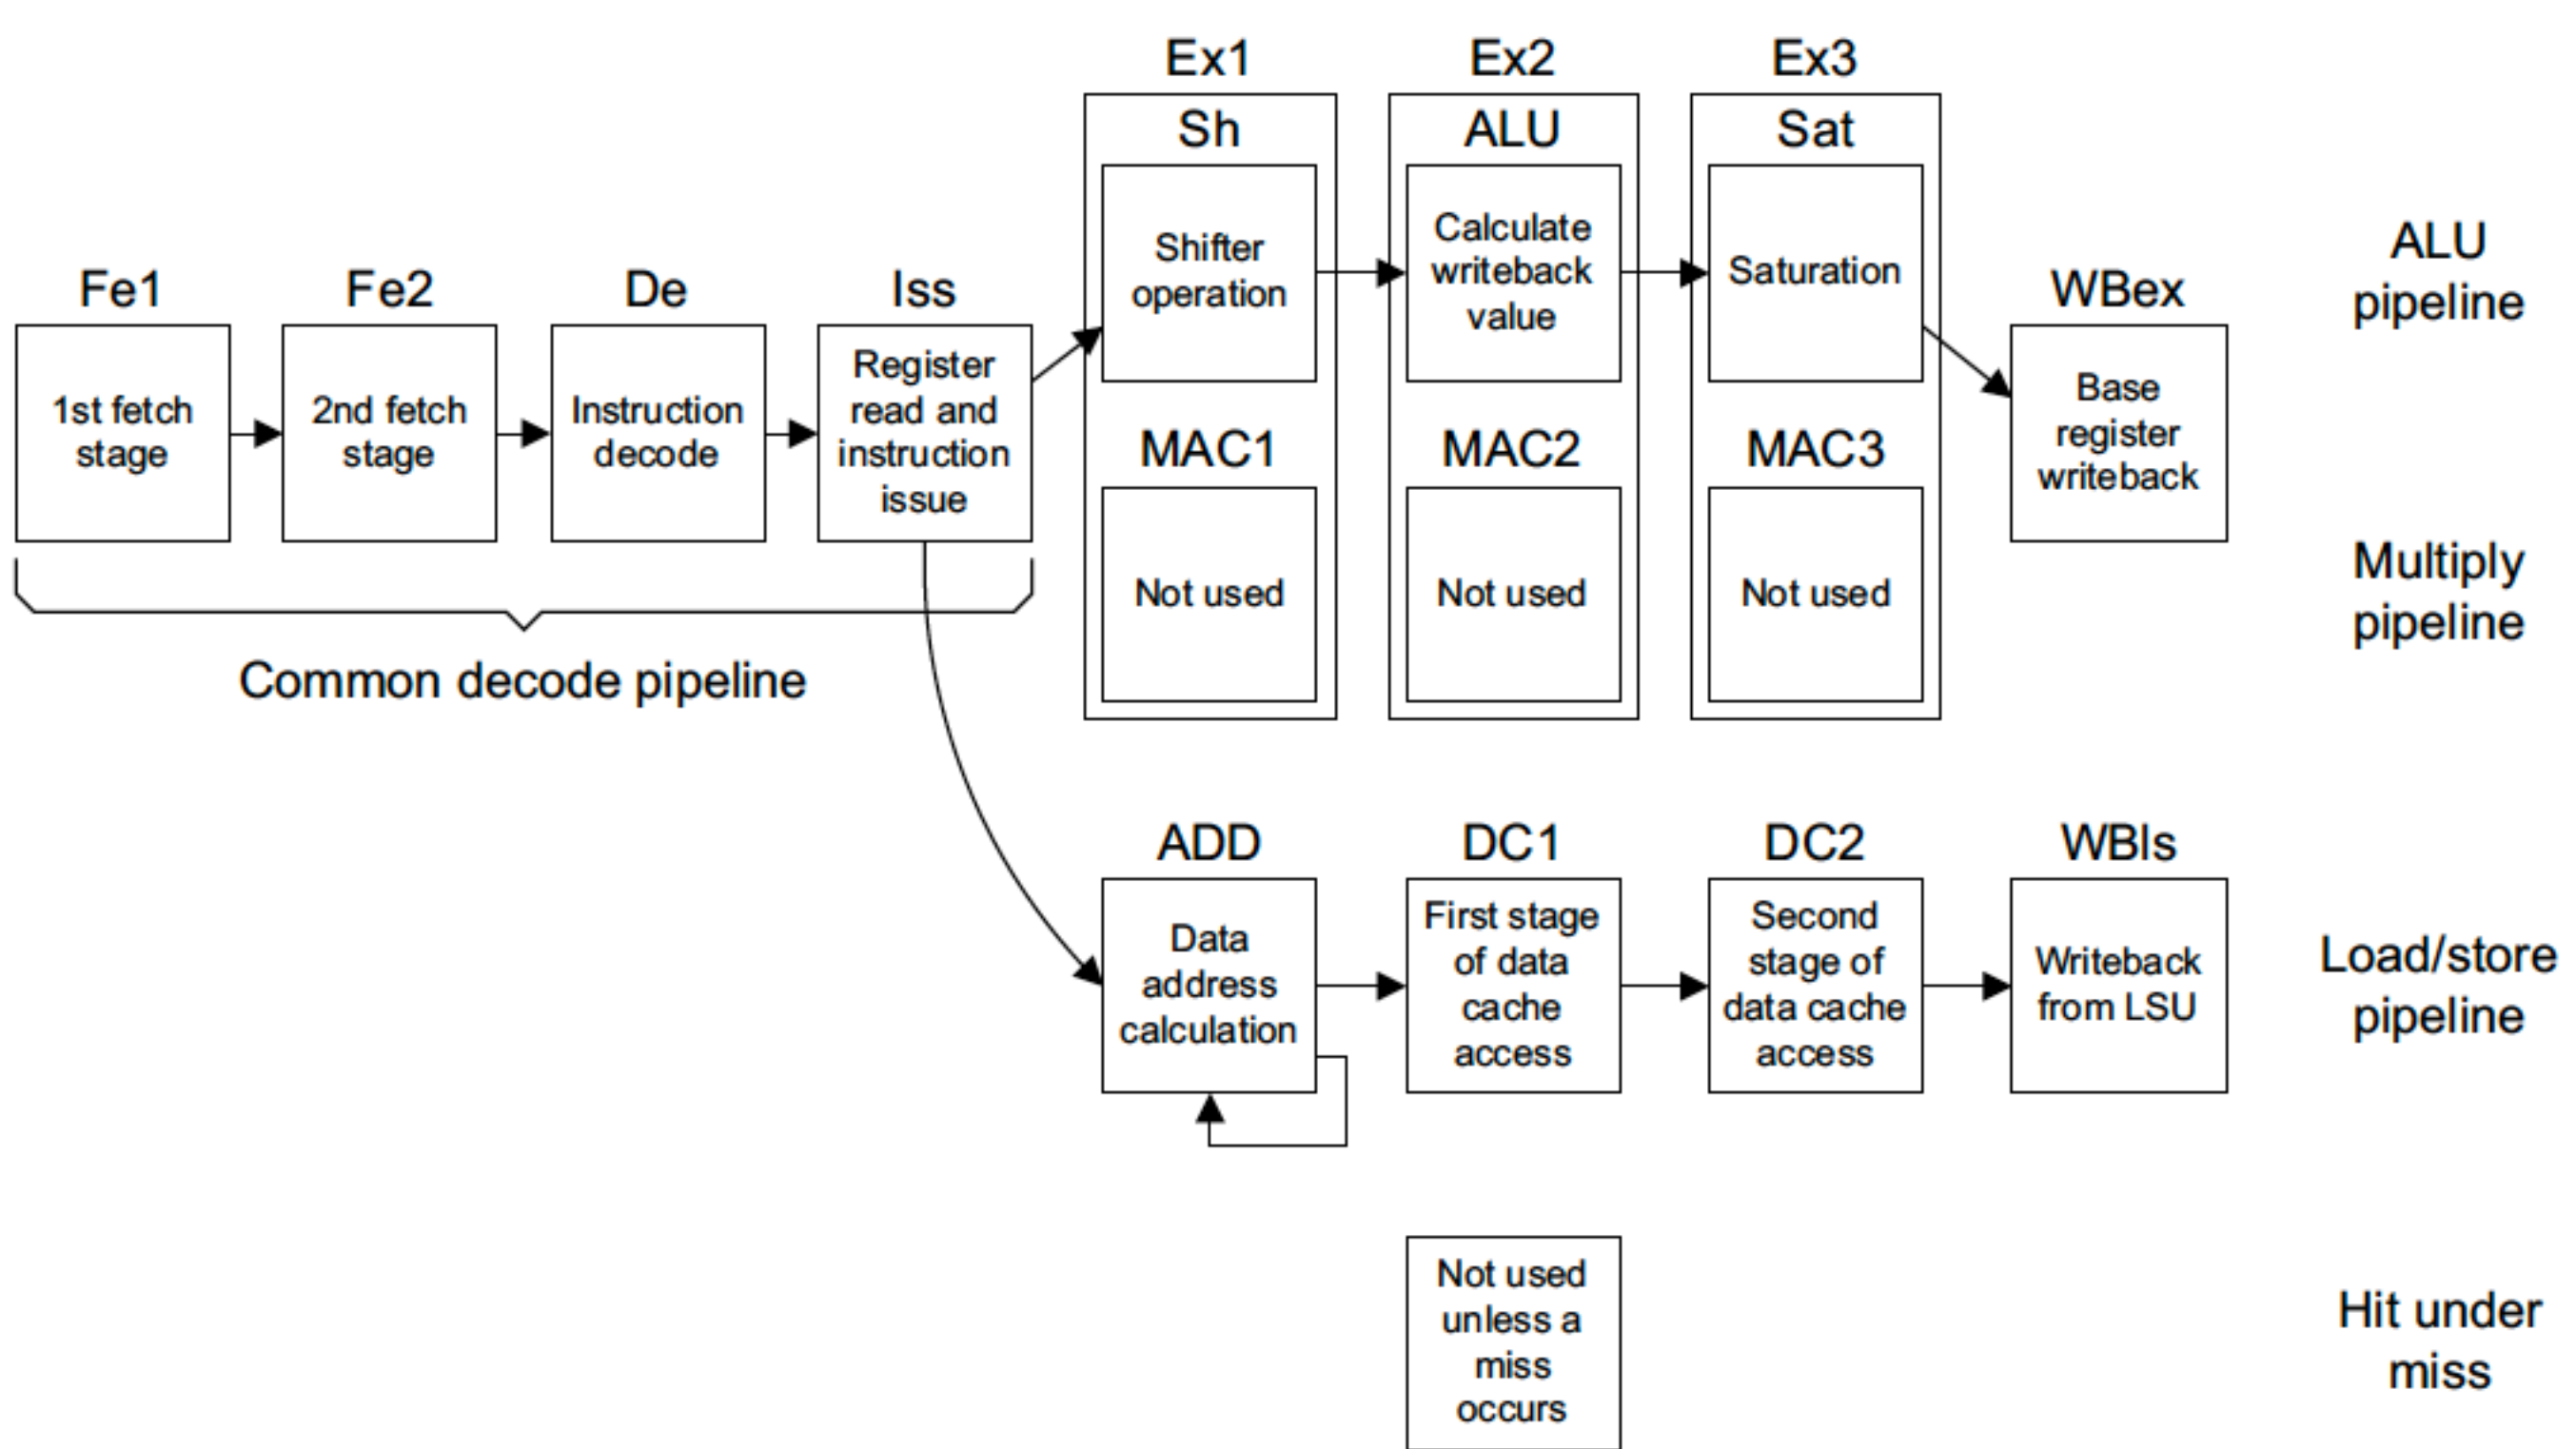 Ex1
Ex2
Ex3
Sh
ALU
Sat
Shifter
operation
Calculate
writeback
value
Saturation
ALU
pipeline
Fe1
Fe2
De
Iss
WBex
1st fetch
stage
2nd fetch
stage
Instruction
decode
Register
read and
instruction
issue
Base
register
writeback
MAC1
MAC2
MAC3
Not used
Not used
Not used
Multiply
pipeline
Common decode pipeline
ADD
DC1
DC2
WBls
Data
address
calculation
First stage
of data
cache
access
Second
stage of
data cache
access
Writeback
from LSU
Load/store
pipeline
Not used
unless a
miss
occurs
Hit under
miss